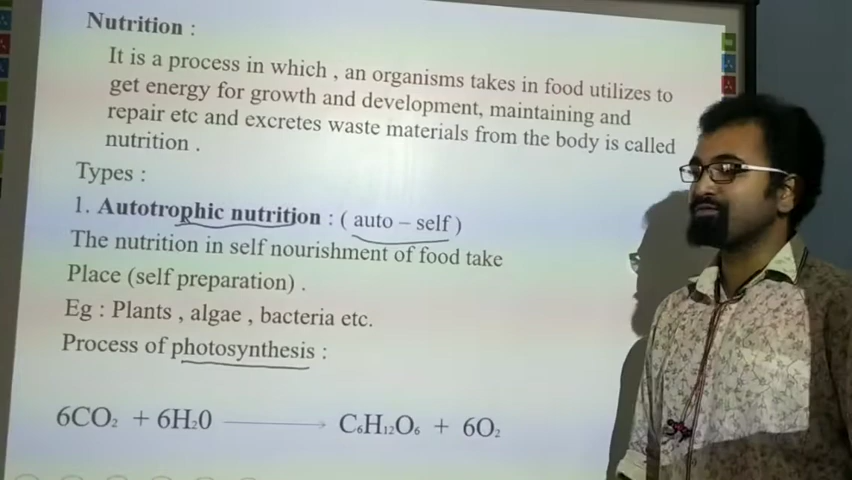 Nutrition :
It is a process in which , an organisms takes in food utilizes to
get energy for growth and development, maintaining and
repair etc and excretes waste materials from the body is called
nutrition .
Types :
1. Autotrophic nutrition : ( auto – self )
The nutrition in self nourishment of food take
Place (self preparation) .
Eg : Plants , algae , bacteria etc.
Process of photosynthesis :
6CO₂ + 6H₂0 ⟶ C₆H₁₂O₆ + 6O₂